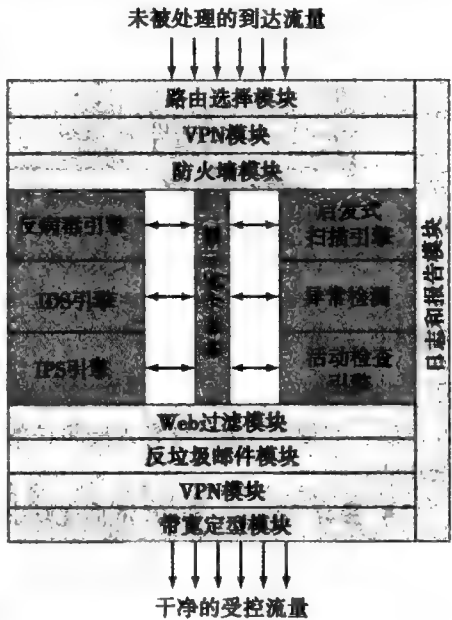 未被处理的到达流量
路由选择模块
VPN模块
防火墙模块
反病毒引擎
启发式
扫描引擎
IDS引擎
异常检测
IPS引擎
活动检查
引擎
日志和报告模块
Web过滤模块
反垃圾邮件模块
VPN模块
带宽定型模块
干净的受控流量